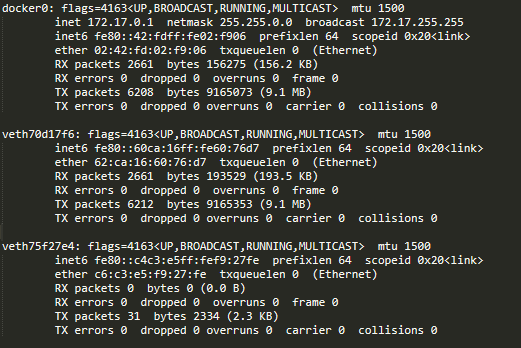 docker0: flags=4163<UP,BROADCAST,RUNNING,MULTICAST>  mtu 1500
inet 172.17.0.1  netmask 255.255.0.0  broadcast 172.17.255.255
inet6 fe80::42:fdff:fe02:f906  prefixlen 64  scopeid 0x20<link>
ether 02:42:fd:02:f9:06  txqueuelen 0  (Ethernet)
RX packets 2661  bytes 156275 (156.2 KB)
RX errors 0  dropped 0 overruns 0  frame 0
TX packets 6208  bytes 9165073 (9.1 MB)
TX errors 0  dropped 0 overruns 0  carrier 0  collisions 0
veth70d17f6: flags=4163<UP,BROADCAST,RUNNING,MULTICAST>  mtu 1500
inet6 fe80::60ca:16ff:fe60:76d7  prefixlen 64  scopeid 0x20<link>
ether 62:ca:16:60:76:d7  txqueuelen 0  (Ethernet)
RX packets 2661  bytes 193529 (193.5 KB)
RX errors 0  dropped 0  overruns 0  frame 0
TX packets 6212  bytes 9165353 (9.1 MB)
TX errors 0  dropped 0 overruns 0  carrier 0  collisions 0
veth75f27e4: flags=4163<UP,BROADCAST,RUNNING,MULTICAST>  mtu 1500
inet6 fe80::c4c3:e5ff:fef9:27fe  prefixlen 64  scopeid 0x20<link>
ether c6:c3:e5:f9:27:fe  txqueuelen 0  (Ethernet)
RX packets 0  bytes 0 (0.0 B)
RX errors 0  dropped 0  overruns 0  frame 0
TX packets 31  bytes 2334 (2.3 KB)
TX errors 0  dropped 0 overruns 0  carrier 0  collisions 0